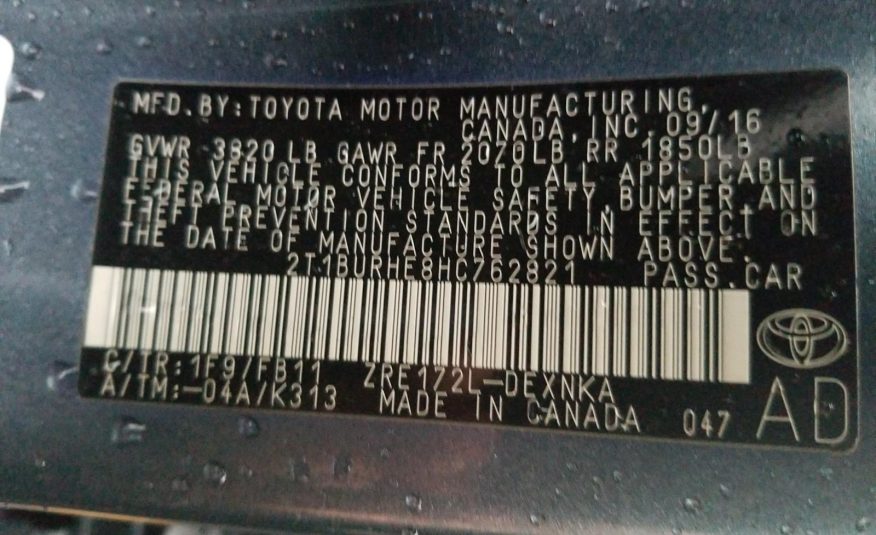 MFD.BY:TOYOTA MOTOR MANUFACTURING,
CANADA,INC.09/16
GVWR 3820 LB GAWR FR 2070LB RR 1850LB
THIS VEHICLE CONFORMS TO ALL APPLICABLE
FEDERAL MOTOR VEHICLE SAFETY,BUMPER,AND
THEFT PREVENTION STANDARDS IN EFFECT ON
THE DATE OF MANUFACTURE SHOWN ABOVE.
2T1BURHE8HC762821 PASS.CAR
C/TR:1F9/FB11 ZRE172L-DEXNKA
A/TM:-04A/K313 MADE IN CANADA 047 AD